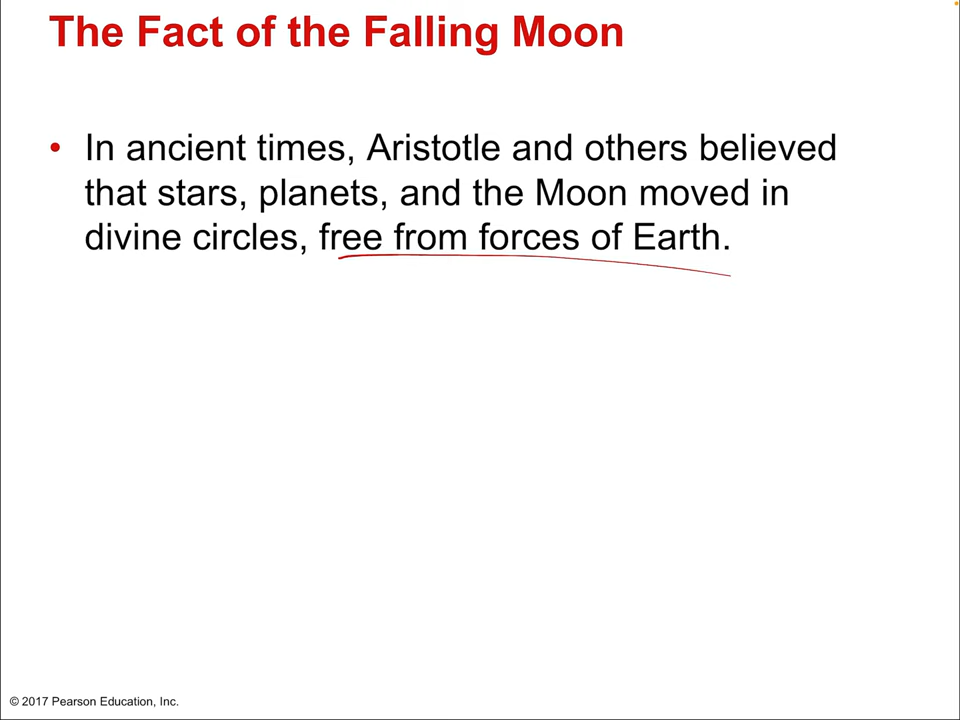 The Fact of the Falling Moon
• In ancient times, Aristotle and others believed
that stars, planets, and the Moon moved in
divine circles, free from forces of Earth.
© 2017 Pearson Education, Inc.